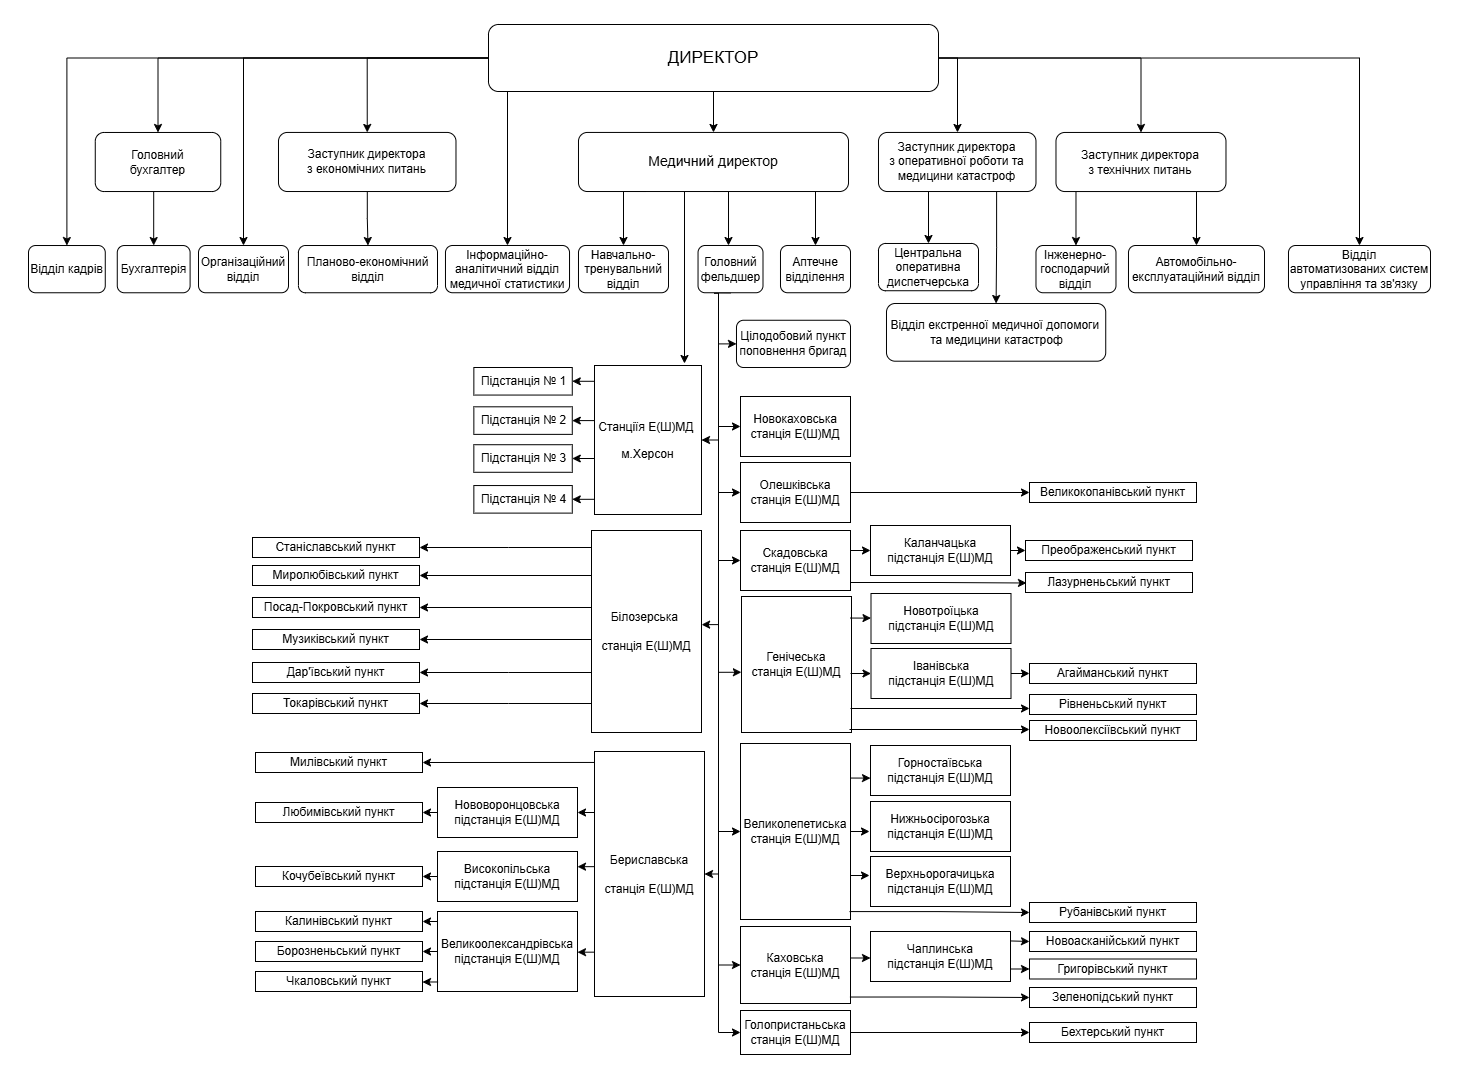 ДИРЕКТОР
Головний
бухгалтер
Заступник директора
з економічних питань
Медичний директор
Заступник директора
з оперативної роботи та
медицини катастроф
Заступник директора
з технічних питань
Відділ кадрів
Бухгалтерія
Організаційний
відділ
Планово-економічний
відділ
Інформаційно-
аналітичний відділ
медичної статистики
Навчально-
тренувальний
відділ
Головний
фельдшер
Аптечне
відділення
Центральна
оперативна
диспетчерська
Інженерно-
господарчий
відділ
Автомобільно-
експлуатаційний відділ
Відділ
автоматизованих систем
управління та зв'язку
Відділ екстренної медичної допомоги
та медицини катастроф
Цілодобовий пункт
поповнення бригад
Підстанція № 1
Підстанція № 2
Підстанція № 3
Підстанція № 4
Станціїя Е(Ш)МД
м.Херсон
Новокаховська
станція Е(Ш)МД
Олешківська
станція Е(Ш)МД
Великокопанівський пункт
Скадовська
станція Е(Ш)МД
Каланчацька
підстанція Е(Ш)МД
Преображенський пункт
Лазурненьський пункт
Станіславський пункт
Миролюбівський пункт
Посад-Покровський пункт
Музиківський пункт
Дар'ївський пункт
Токарівський пункт
Білозерська
станція Е(Ш)МД
Генічеська
станція Е(Ш)МД
Новотроїцька
підстанція Е(Ш)МД
Іванівська
підстанція Е(Ш)МД
Агайманський пункт
Рівненьський пункт
Новоолексіївський пункт
Милівський пункт
Любимівський пункт
Нововоронцовська
підстанція Е(Ш)МД
Кочубеївський пункт
Високопільська
підстанція Е(Ш)МД
Калинівський пункт
Борозненьський пункт
Чкаловський пункт
Великоолександрівська
підстанція Е(Ш)МД
Бериславська
станція Е(Ш)МД
Великолепетиська
станція Е(Ш)МД
Горностаївська
підстанція Е(Ш)МД
Нижньосірогозька
підстанція Е(Ш)МД
Верхньорогачицька
підстанція Е(Ш)МД
Рубанівський пункт
Каховська
станція Е(Ш)МД
Чаплинська
підстанція Е(Ш)МД
Новоасканійський пункт
Григорівський пункт
Зеленопідський пункт
Голопристаньська
станція Е(Ш)МД
Бехтерський пункт